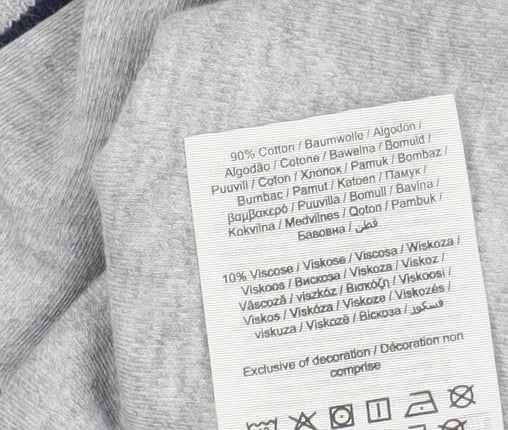 90% Cotton / Baumwolle / Algodón /
Algodão / Cotone / Bawełna / Bomuld /
Puuvill / Coton / Хлопок / Pamuk / Bombaz /
Bumbac / Pamut / Katoen / Памук /
βαμβακερό / Puuvilla / Bomull / Bavlna /
Kokvilna / Medvilnės / Qoton / Pambuk /
Бавовна / قطن
10% Viscose / Viskose / Viscosa / Wiskoza /
Viskoos / Вискоза / Viskoza / Viskoz /
Vâscoză / viszkóz / Βισκόζη / Viskoosi /
Viskos / Viskóza / Viskoze / Viskozės /
viskuza / Viskozë / Віскоза / فسكوز
Exclusive of decoration / Décoration non
comprise